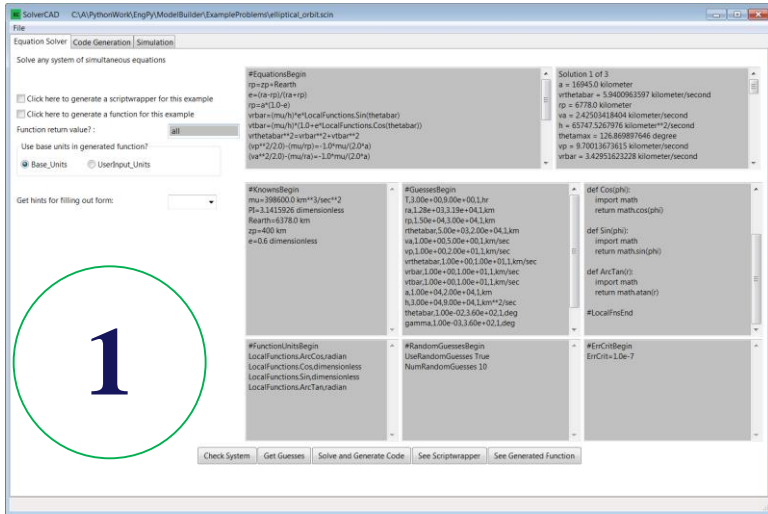 SolverCAD C:\A\PythonWork\EngPy\ModelBuilder\ExampleProblems\elliptical_orbit.scin
File
Equation Solver Code Generation Simulation
Solve any system of simultaneous equations
Click here to generate a scriptwrapper for this example
Click here to generate a function for this example
Function return value? : all
Use base units in generated function?
Base_Units UserInput_Units
Get hints for filling out form:
#EquationsBegin
rp=zp+Rearth
e=(ra-rp)/(ra+rp)
rp=a*(1.0-e)
vrbar=(mu/h)*e*LocalFunctions.Sin(thetabar)
vtbar=(mu/h)*(1.0+e*LocalFunctions.Cos(thetabar))
vrthetabar**2=vrbar**2+vtbar**2
(vp**2/2.0)-(mu/rp)=-1.0*mu/(2.0*a)
(va**2/2.0)-(mu/ra)=-1.0*mu/(2.0*a)
Solution 1 of 3
a = 16945.0 kilometer
vrthetabar = 5.9400963597 kilometer/second
rp = 6778.0 kilometer
va = 2.42503418404 kilometer/second
h = 65747.5267976 kilometer**2/second
thetamax = 126.869897646 degree
vp = 9.70013673615 kilometer/second
vrbar = 3.42951623228 kilometer/second
#KnownsBegin
mu=398600.0 km**3/sec**2
PI=3.1415926 dimensionless
Rearth=6378.0 km
zp=400 km
e=0.6 dimensionless
#GuessesBegin
T,3.00e+00,9.00e+01,1,hr
ra,1.28e+03,3.19e+04,1,km
rp,1.50e+04,3.00e+04,1,km
rthetabar,5.00e+03,2.00e+04,1,km
va,1.00e+00,5.00e+00,1,km/sec
vp,1.00e+00,2.00e+01,1,km/sec
vrthetabar,1.00e+00,1.00e+01,1,km/sec
vrbar,1.00e+00,1.00e+01,1,km/sec
vtbar,1.00e+00,1.00e+01,1,km/sec
a,1.00e+04,2.00e+04,1,km
h,3.00e+04,9.00e+04,1,km**2/sec
thetabar,1.00e-02,3.60e+02,1,deg
gamma,1.00e-03,3.60e+02,1,deg
def Cos(phi):
import math
return math.cos(phi)
def Sin(phi):
import math
return math.sin(phi)
def ArcTan(r):
import math
return math.atan(r)
#LocalFnsEnd
#FunctionUnitsBegin
LocalFunctions.ArcCos,radian
LocalFunctions.Cos,dimensionless
LocalFunctions.Sin,dimensionless
LocalFunctions.ArcTan,radian
#RandomGuessesBegin
UseRandomGuesses True
NumRandomGuesses 10
#ErrCritBegin
ErrCrit=1.0e-7
1
Check System Get Guesses Solve and Generate Code See Scriptwrapper See Generated Function